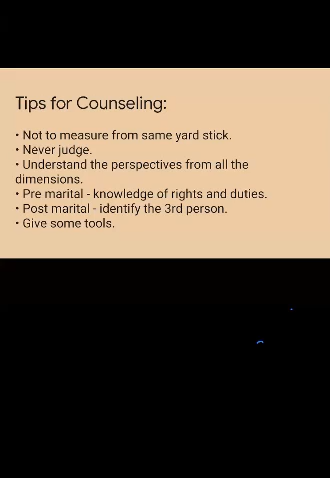 Tips for Counseling:
• Not to measure from same yard stick.
• Never judge.
• Understand the perspectives from all the
dimensions.
• Pre marital - knowledge of rights and duties.
• Post marital - identify the 3rd person.
• Give some tools.